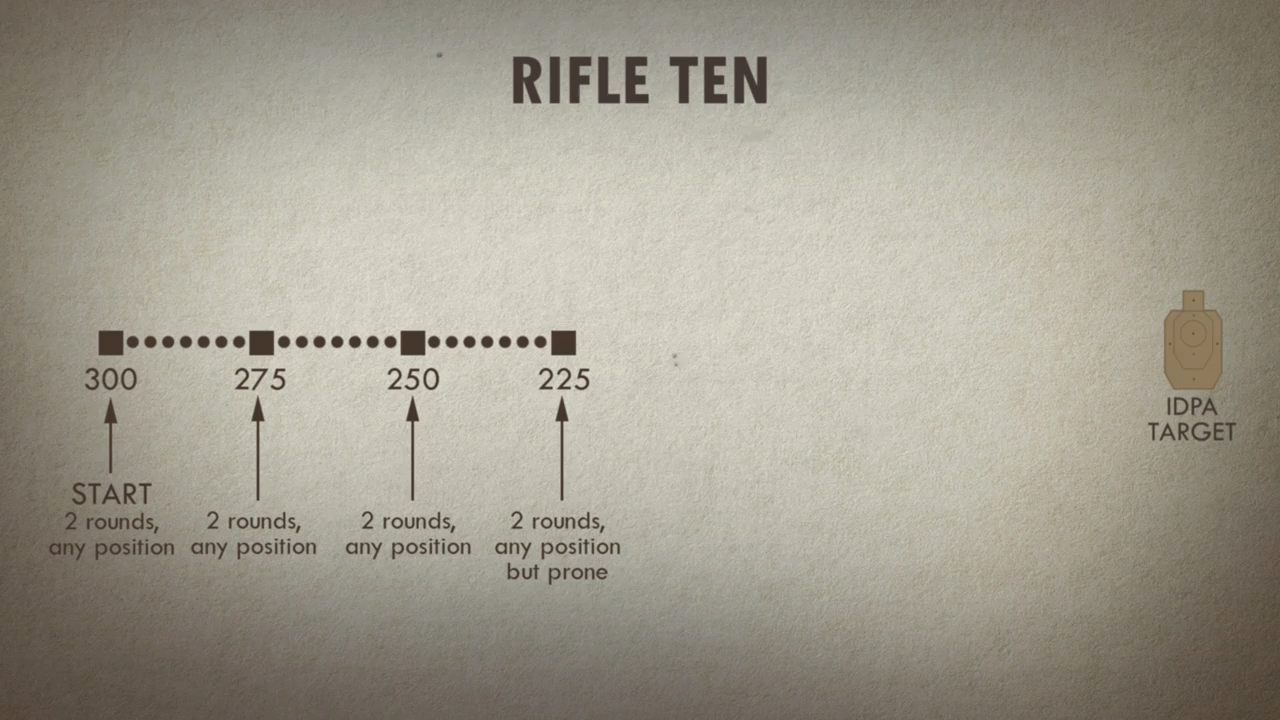 RIFLE TEN
300
275
250
225
START
2 rounds,
any position
2 rounds,
any position
2 rounds,
any position
2 rounds,
any position
but prone
IDPA
TARGET